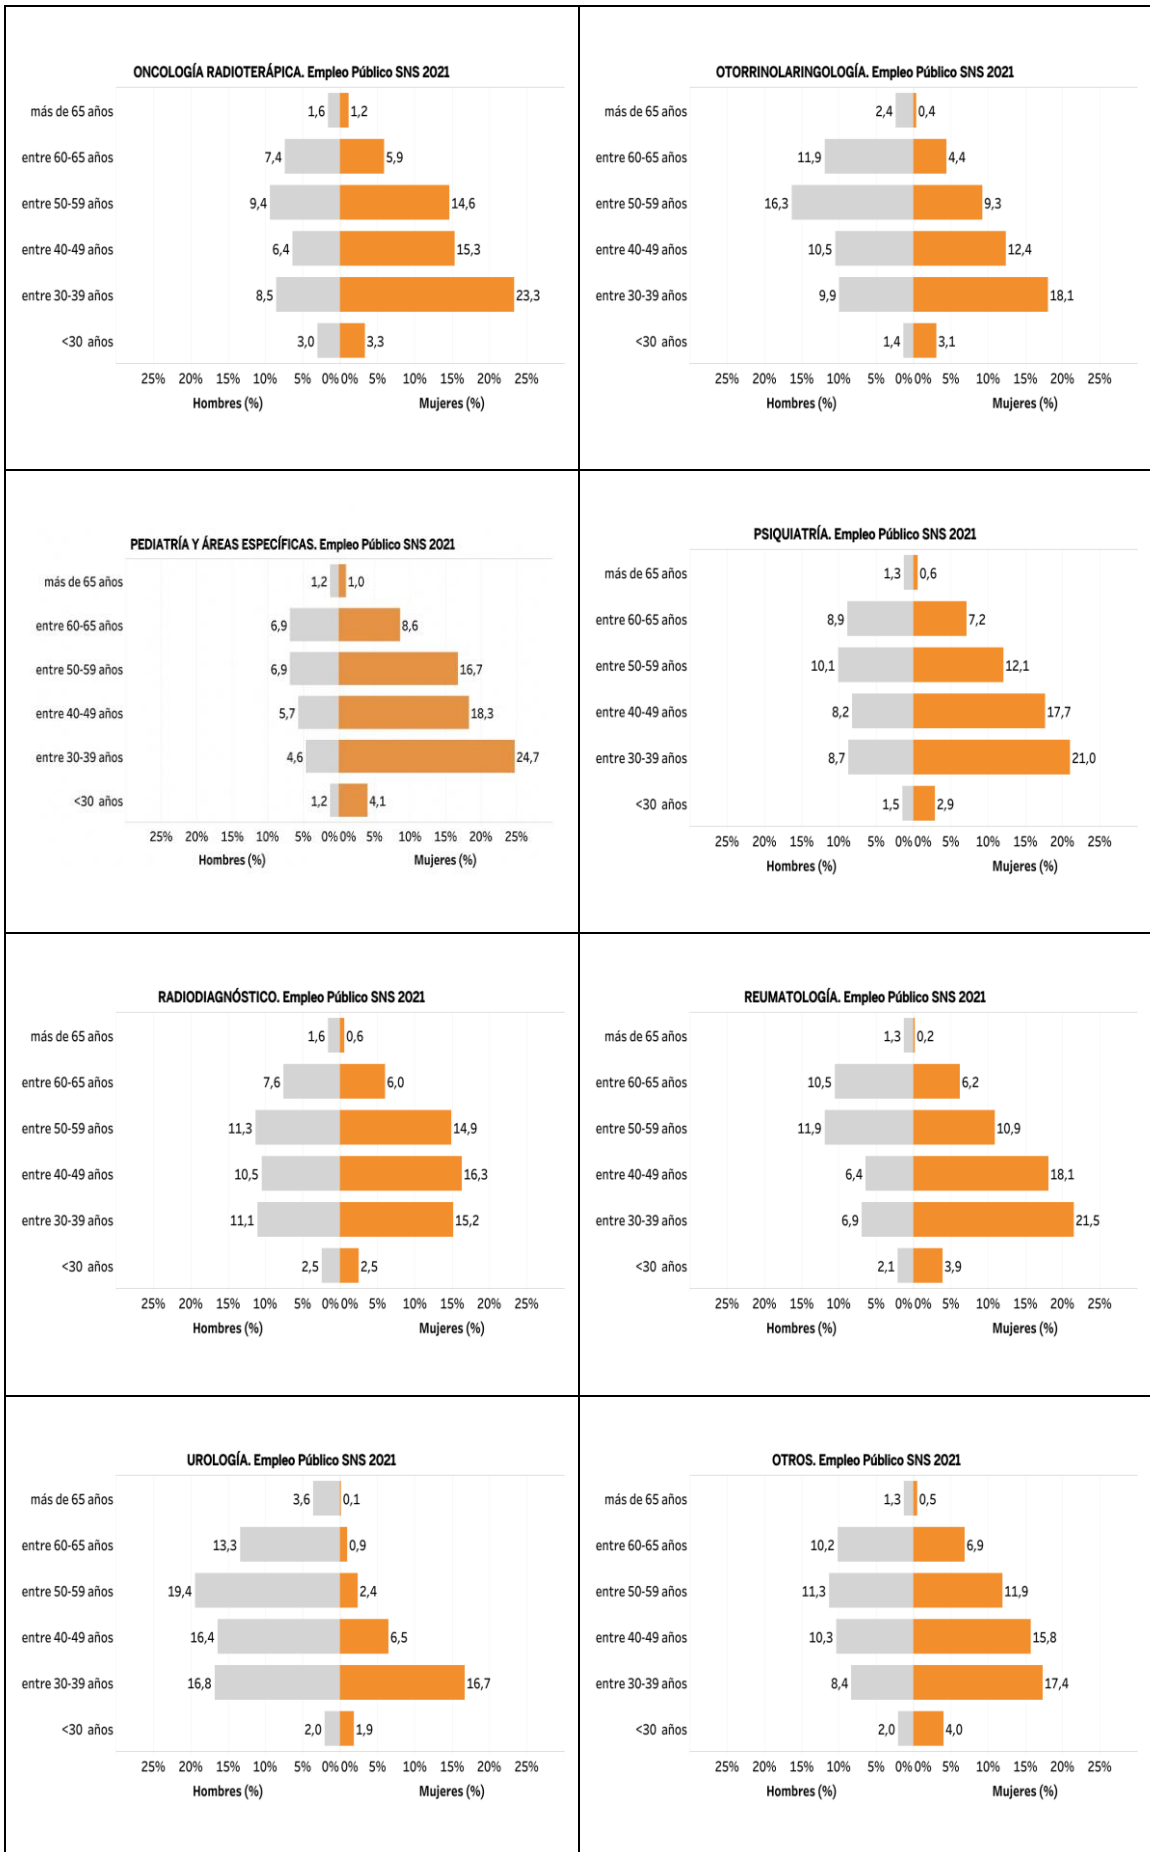 ONCOLOGÍA RADIOTERÁPICA. Empleo Público SNS 2021
más de 65 años 1,6 1,2
entre 60-65 años 7,4 5,9
entre 50-59 años 9,4 14,6
entre 40-49 años 6,4 15,3
entre 30-39 años 8,5 23,3
<30 años 3,0 3,3
25% 20% 15% 10% 5% 0% 0% 5% 10% 15% 20% 25%
Hombres (%) Mujeres (%)
OTORRINOLARINGOLOGÍA. Empleo Público SNS 2021
más de 65 años 2,4 0,4
entre 60-65 años 11,9 4,4
entre 50-59 años 16,3 9,3
entre 40-49 años 10,5 12,4
entre 30-39 años 9,9 18,1
<30 años 1,4 3,1
25% 20% 15% 10% 5% 0% 0% 5% 10% 15% 20% 25%
Hombres (%) Mujeres (%)
PEDIATRÍA Y ÁREAS ESPECÍFICAS. Empleo Público SNS 2021
más de 65 años 1,2 1,0
entre 60-65 años 6,9 8,6
entre 50-59 años 6,9 16,7
entre 40-49 años 5,7 18,3
entre 30-39 años 4,6 24,7
<30 años 1,2 4,1
25% 20% 15% 10% 5% 0% 0% 5% 10% 15% 20% 25%
Hombres (%) Mujeres (%)
PSIQUIATRÍA. Empleo Público SNS 2021
más de 65 años 1,3 0,6
entre 60-65 años 8,9 7,2
entre 50-59 años 10,1 12,1
entre 40-49 años 8,2 17,7
entre 30-39 años 8,7 21,0
<30 años 1,5 2,9
25% 20% 15% 10% 5% 0% 0% 5% 10% 15% 20% 25%
Hombres (%) Mujeres (%)
RADIODIAGNÓSTICO. Empleo Público SNS 2021
más de 65 años 1,6 0,6
entre 60-65 años 7,6 6,0
entre 50-59 años 11,3 14,9
entre 40-49 años 10,5 16,3
entre 30-39 años 11,1 15,2
<30 años 2,5 2,5
25% 20% 15% 10% 5% 0% 0% 5% 10% 15% 20% 25%
Hombres (%) Mujeres (%)
REUMATOLOGÍA. Empleo Público SNS 2021
más de 65 años 1,3 0,2
entre 60-65 años 10,5 6,2
entre 50-59 años 11,9 10,9
entre 40-49 años 6,4 18,1
entre 30-39 años 6,9 21,5
<30 años 2,1 3,9
25% 20% 15% 10% 5% 0% 0% 5% 10% 15% 20% 25%
Hombres (%) Mujeres (%)
UROLOGÍA. Empleo Público SNS 2021
más de 65 años 3,6 0,1
entre 60-65 años 13,3 0,9
entre 50-59 años 19,4 2,4
entre 40-49 años 16,4 6,5
entre 30-39 años 16,8 16,7
<30 años 2,0 1,9
25% 20% 15% 10% 5% 0% 0% 5% 10% 15% 20% 25%
Hombres (%) Mujeres (%)
OTROS. Empleo Público SNS 2021
más de 65 años 1,3 0,5
entre 60-65 años 10,2 6,9
entre 50-59 años 11,3 11,9
entre 40-49 años 10,3 15,8
entre 30-39 años 8,4 17,4
<30 años 2,0 4,0
25% 20% 15% 10% 5% 0% 0% 5% 10% 15% 20% 25%
Hombres (%) Mujeres (%)